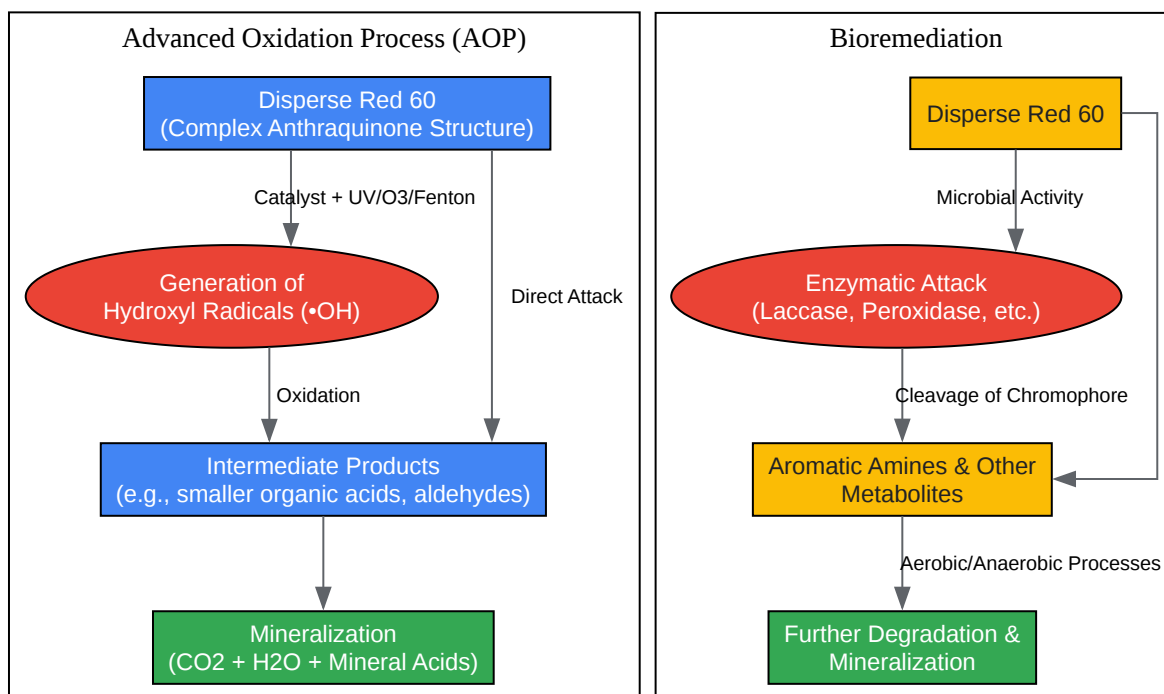 Advanced Oxidation Process (AOP)
Disperse Red 60
(Complex Anthraquinone Structure)
Catalyst + UV/O3/Fenton
Generation of
Hydroxyl Radicals (•OH)
Direct Attack
Oxidation
Intermediate Products
(e.g., smaller organic acids, aldehydes)
Mineralization
(CO2 + H2O + Mineral Acids)
Bioremediation
Disperse Red 60
Microbial Activity
Enzymatic Attack
(Laccase, Peroxidase, etc.)
Cleavage of Chromophore
Aromatic Amines & Other
Metabolites
Aerobic/Anaerobic Processes
Further Degradation &
Mineralization